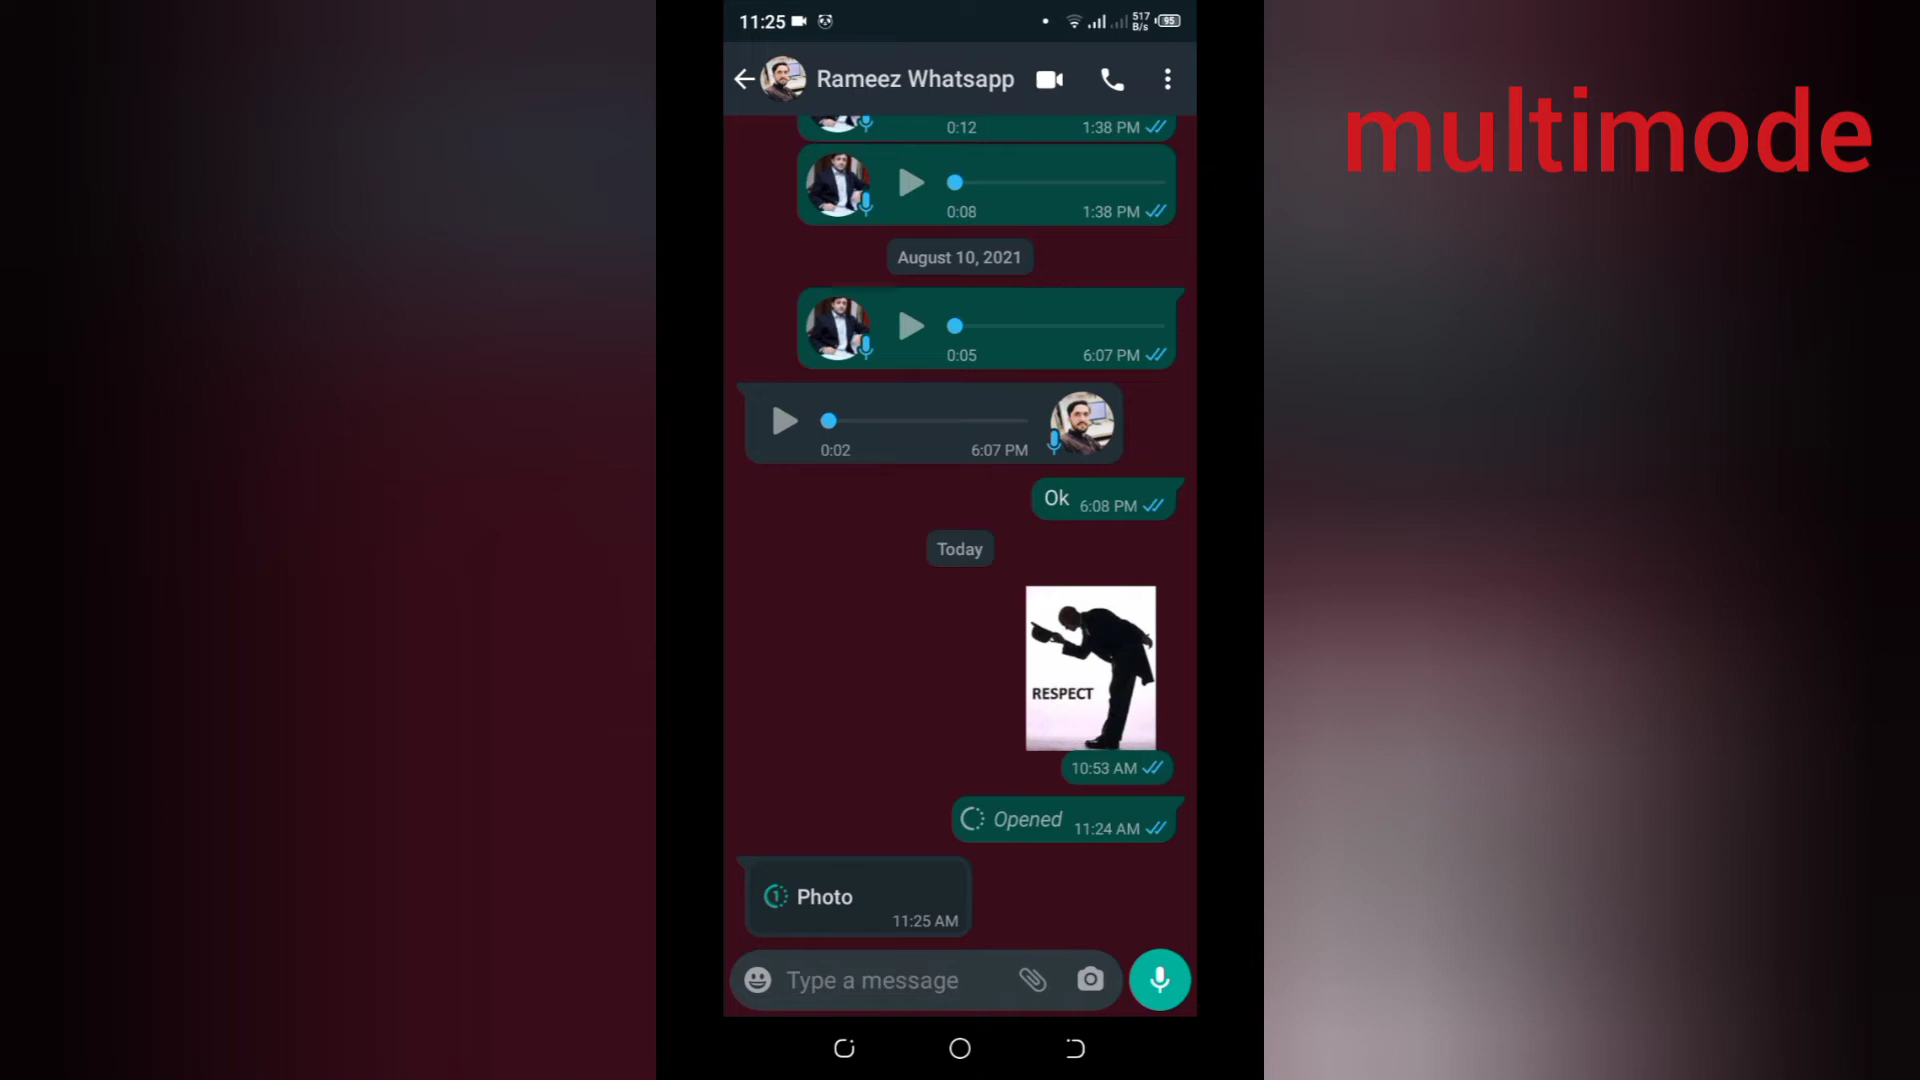 11:25
517
B/s
95
multimode
Rameez Whatsapp
0:12 1:38 PM
0:08 1:38 PM
August 10, 2021
0:05 6:07 PM
0:02 6:07 PM
Ok 6:08 PM
Today
RESPECT
10:53 AM
Opened 11:24 AM
1 Photo
11:25 AM
Type a message